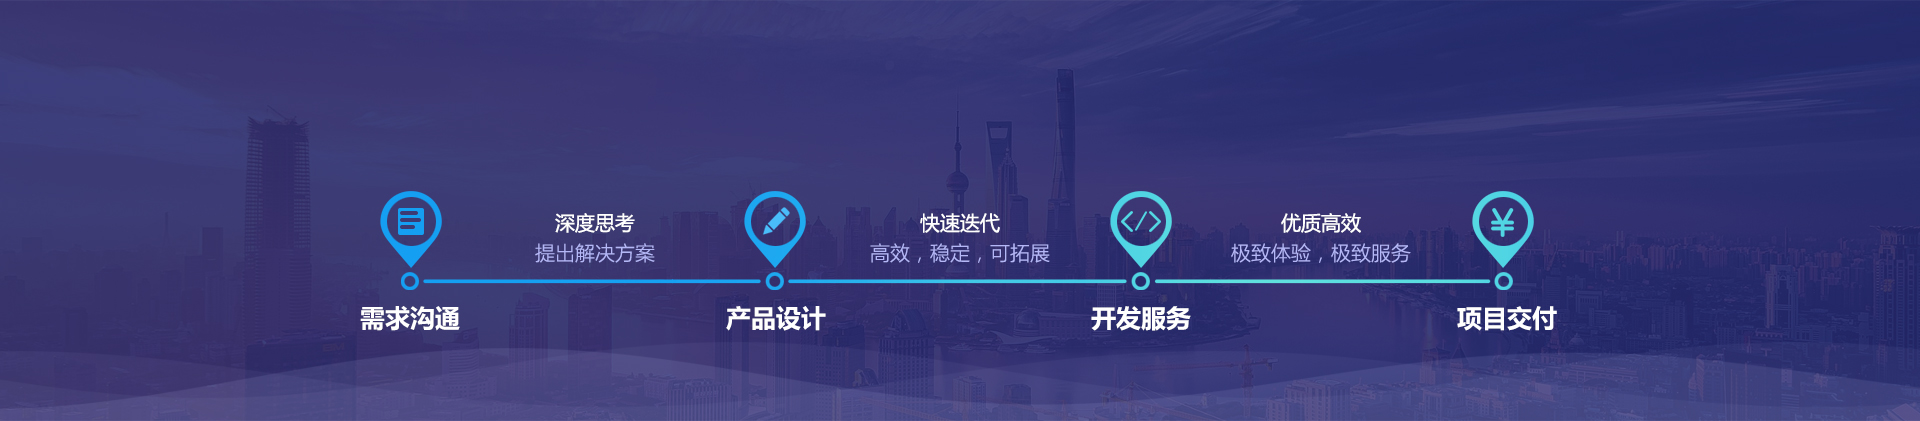 深度思考
提出解决方案
快速迭代
高效，稳定，可拓展
优质高效
极致体验，极致服务
需求沟通
产品设计
开发服务
项目交付